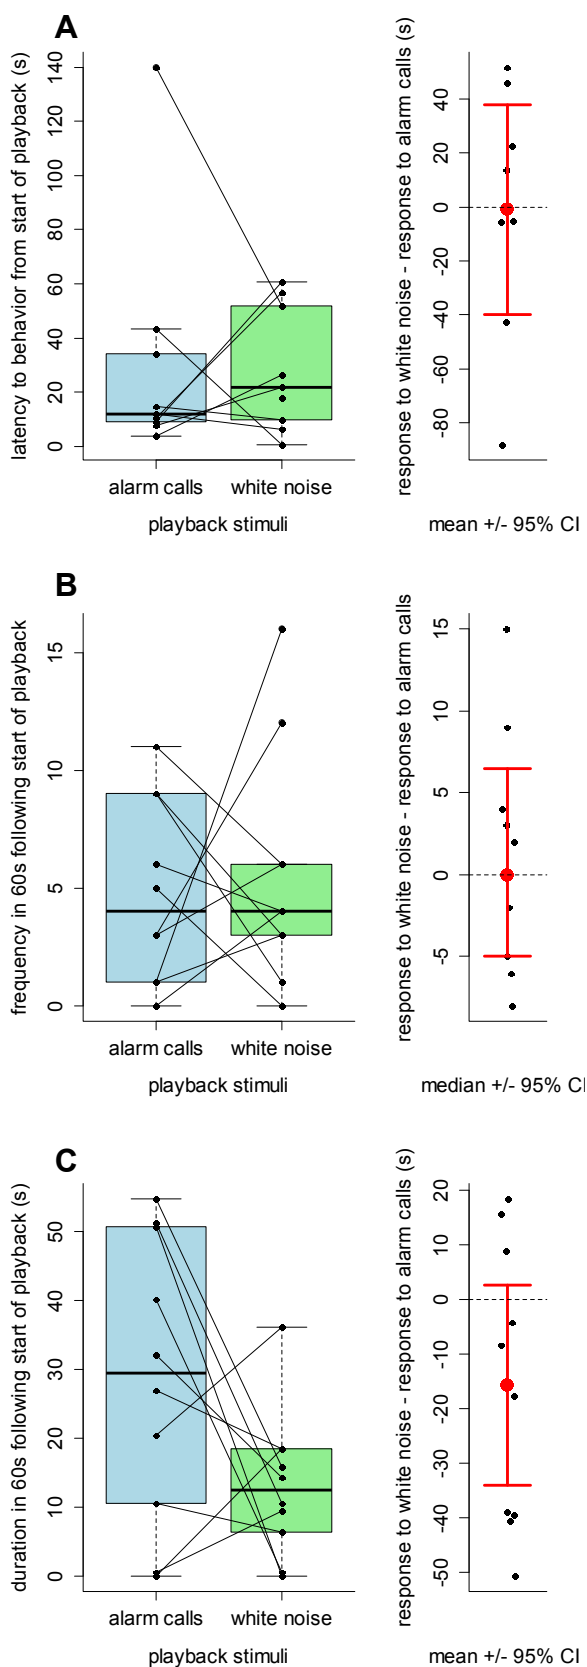 A
latency to behavior from start of playback (s)
140
120
100
80
60
40
20
0
alarm calls
white noise
playback stimuli
response to white noise - response to alarm calls (s)
40
20
0
-20
-40
-60
-80
mean +/- 95% CI
B
frequency in 60s following start of playback
15
10
5
0
alarm calls
white noise
playback stimuli
response to white noise - response to alarm calls
15
10
5
0
-5
median +/- 95% CI
C
duration in 60s following start of playback (s)
50
40
30
20
10
0
alarm calls
white noise
playback stimuli
response to white noise - response to alarm calls (s)
20
10
0
-10
-20
-30
-40
-50
mean +/- 95% CI